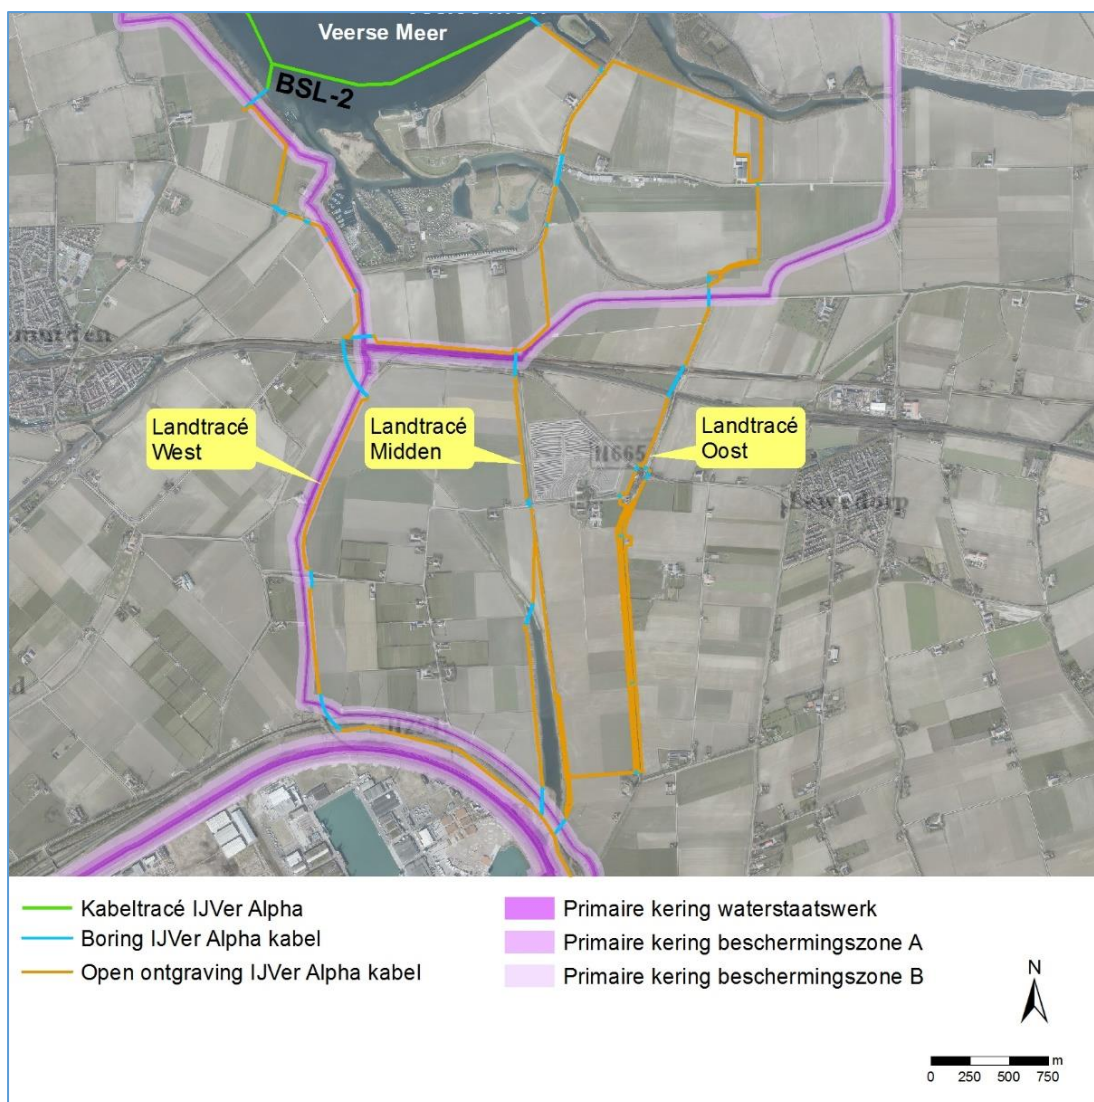 Veerse Meer
BSL-2
Landtracé
West
Landtracé
Midden
N665
Landtracé
Oost
Kabeltracé IJVer Alpha
Boring IJVer Alpha kabel
Open ontgraving IJVer Alpha kabel
Primaire kering waterstaatswerk
Primaire kering beschermingszone A
Primaire kering beschermingszone B
N
m
0 250 500 750